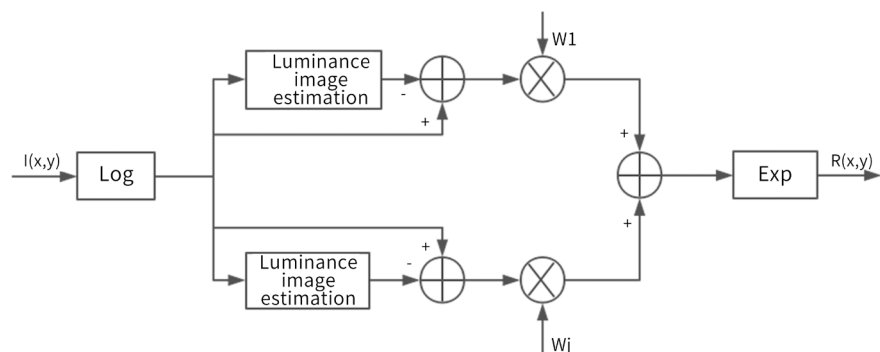 W1
Luminance
image
estimation
-
+
I(x,y)
Log
+
Exp
R(x,y)
+
+
-
Luminance
image
estimation
Wj